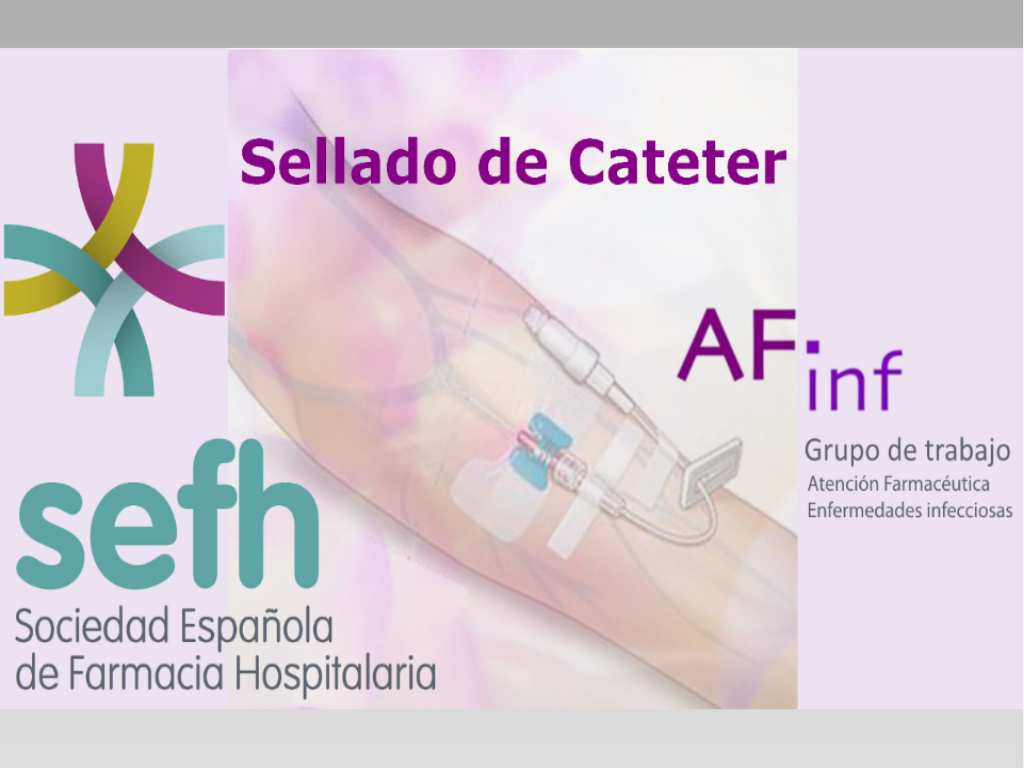 Sellado de Cateter
AFinf
Grupo de trabajo
Atención Farmacéutica
Enfermedades infecciosas
sefh
Sociedad Española
de Farmacia Hospitalaria